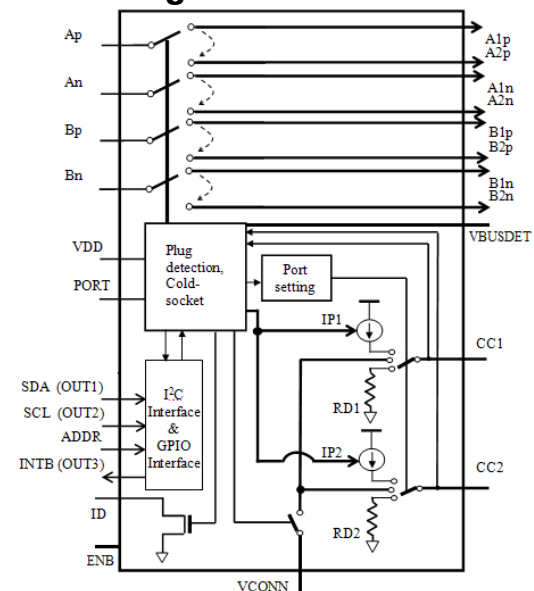 Ap
A1p
A2p
An
A1n
A2n
Bp
B1p
B2p
Bn
B1n
B2n
VBUSDET
VDD
Plug
detection,
Cold-
socket
PORT
Port
setting
IP1
CC1
RD1
SDA (OUT1)
SCL (OUT2)
ADDR
INTB (OUT3)
I2C
Interface
&
GPIO
Interface
IP2
CC2
RD2
ID
ENB
VCONN